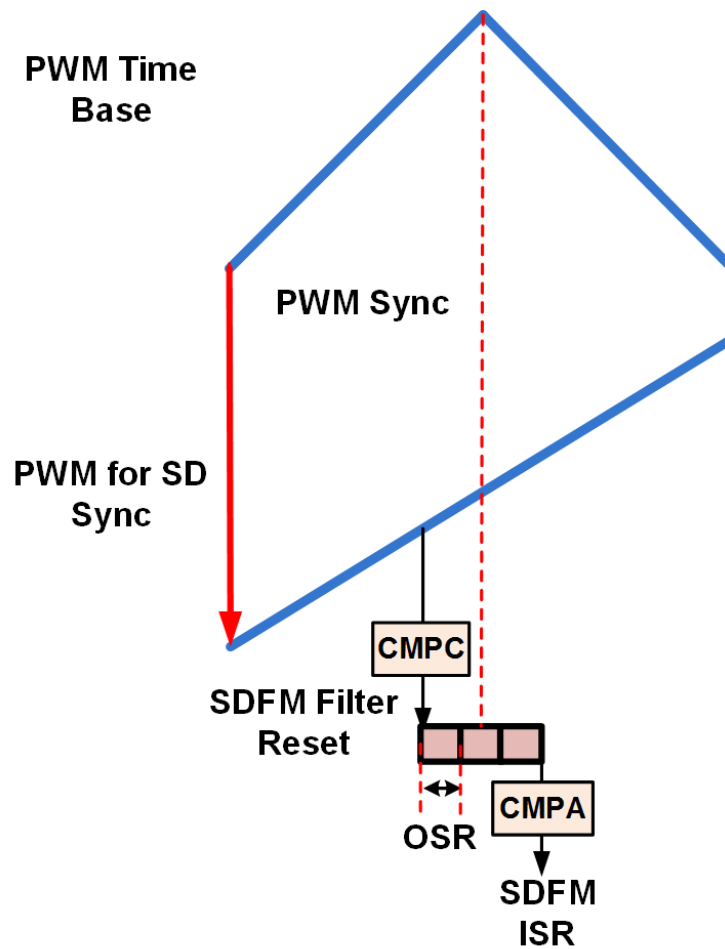 PWM Time
Base
PWM Sync
PWM for SD
Sync
CMPC
SDFM Filter
Reset
CMPA
OSR
SDFM
ISR